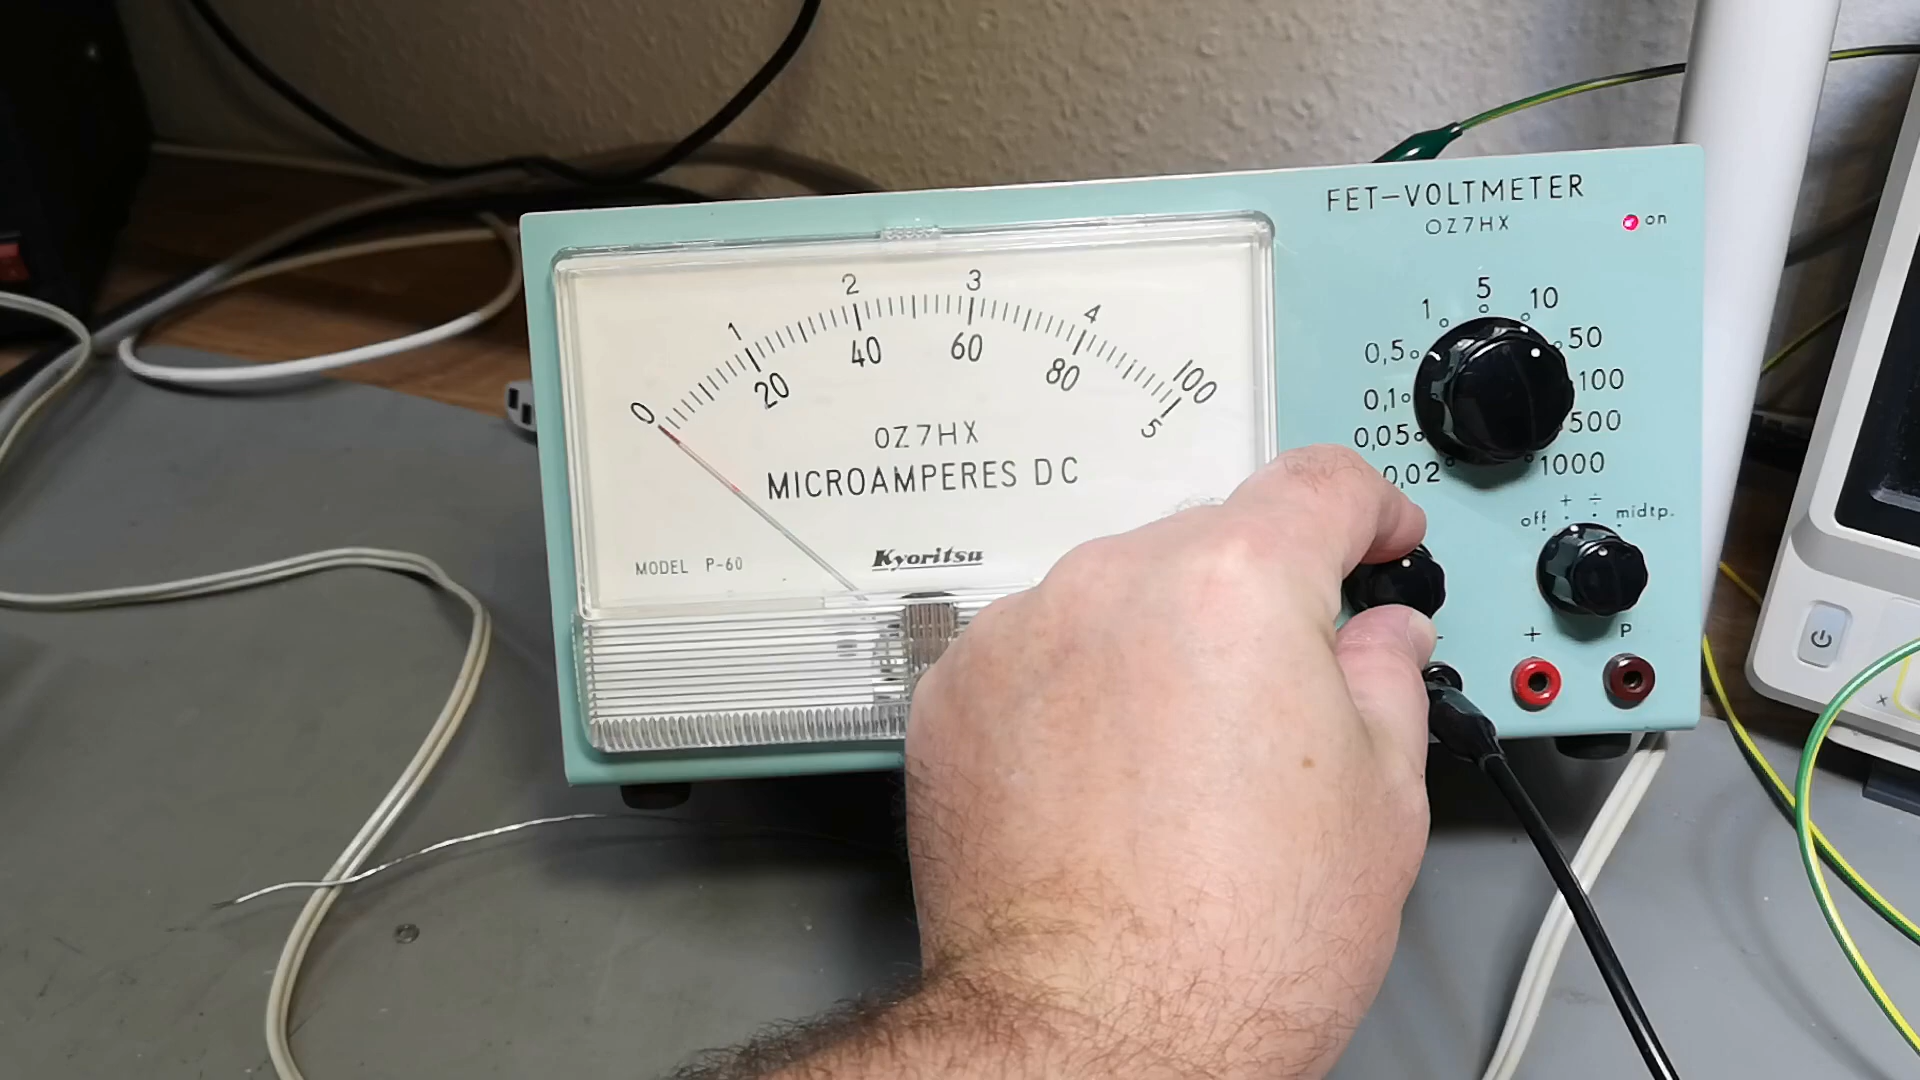 FET-VOLTMETER
OZ7HX
on
0 1 2 3 4 5
20 40 60 80 100
OZ7HX
MICROAMPERES DC
MODEL P-60
Kyoritsu
0,02 0,05 0,1 0,5 1 5 10 50 100 500 1000
off + ÷ midtp.
- + P
X